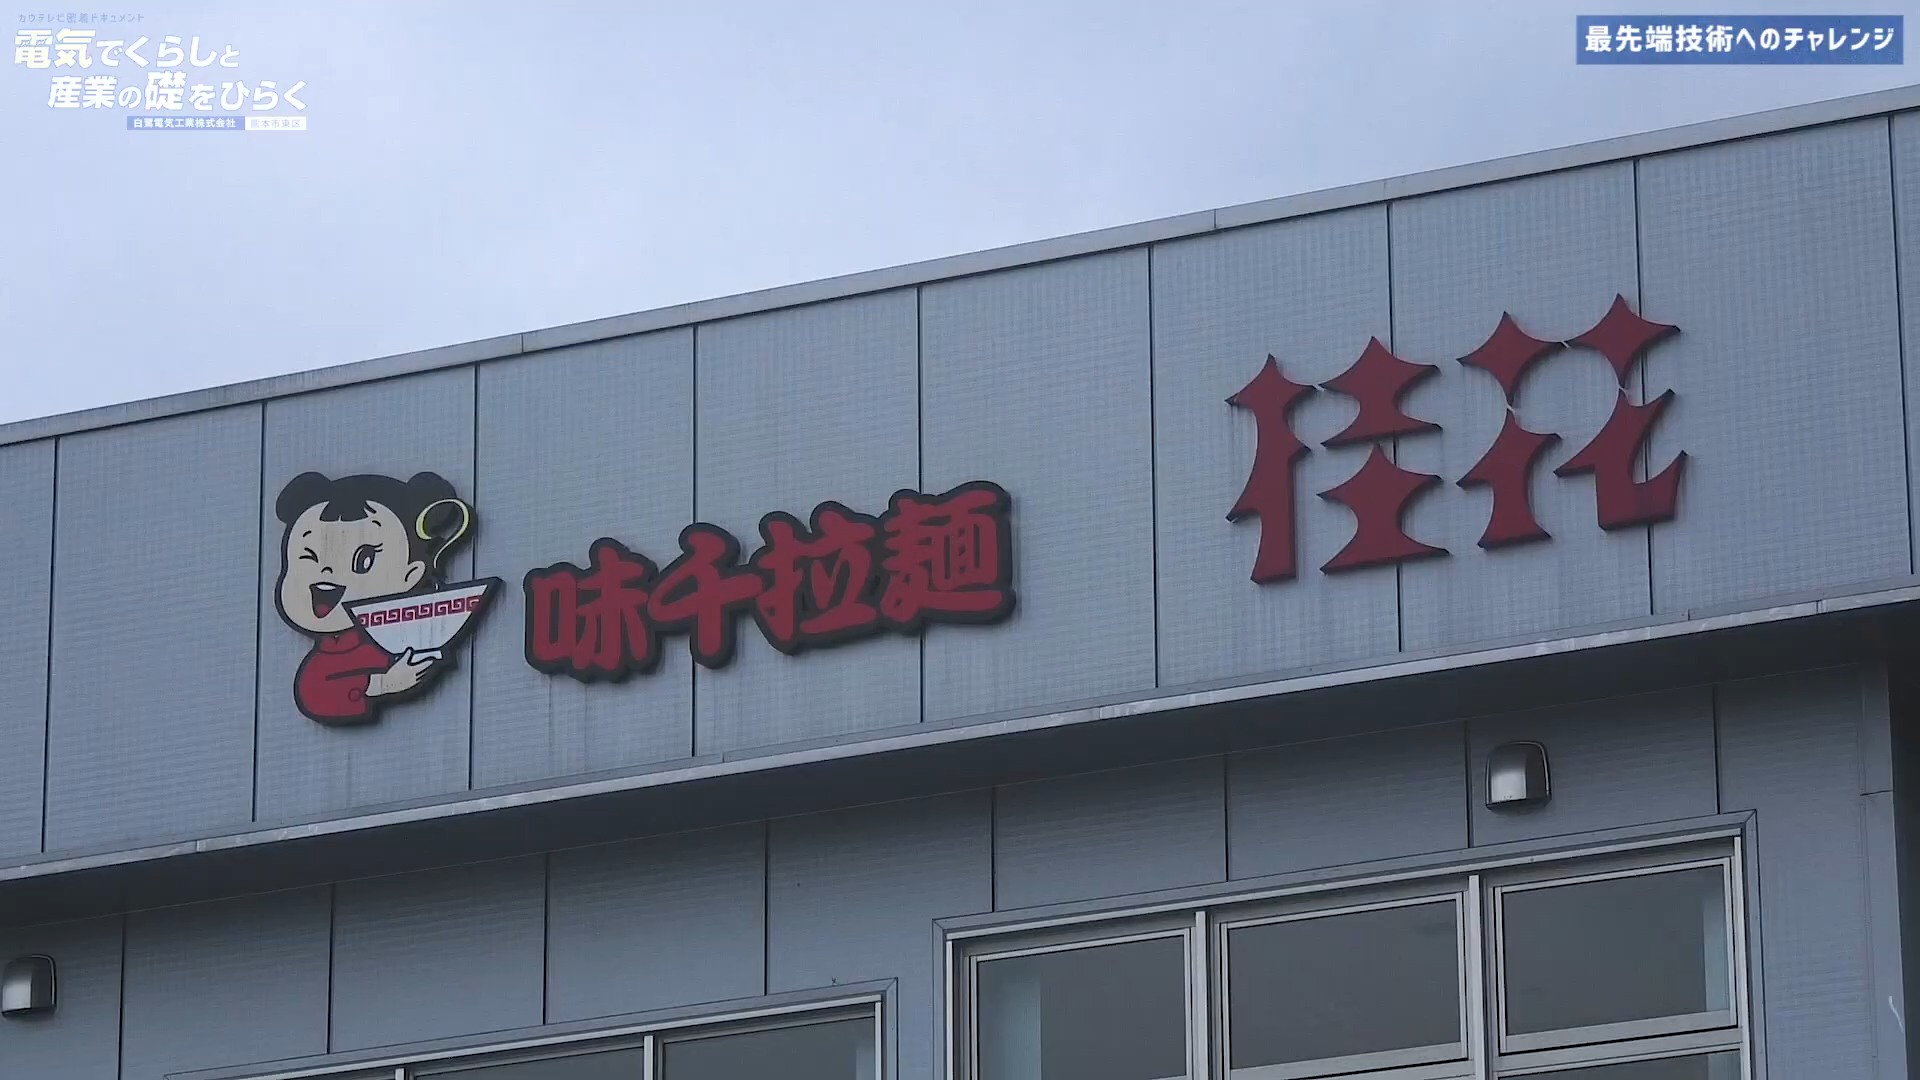 カウテレビ密着ドキュメント
電気でくらしと
産業の礎をひらく
白鷺電気工業株式会社 熊本市東区
最先端技術へのチャレンジ
味千拉麺
桂花